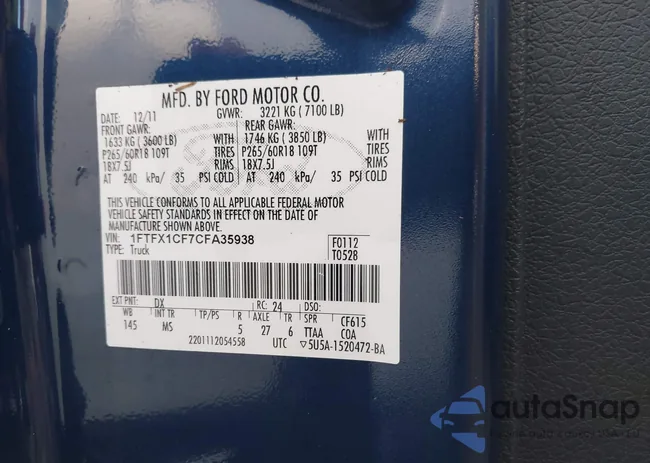 MFD. BY FORD MOTOR CO.
DATE: 12/11 GVWR: 3221 KG ( 7100 LB)
FRONT GAWR: REAR GAWR:
1633 KG ( 3600 LB) WITH 1746 KG ( 3850 LB) WITH
P265/60R18 109T TIRES P265/60R18 109T TIRES
18X7.5J RIMS 18X7.5J RIMS
AT 240 kPa/ 35 PSI COLD AT 240 kPa/ 35 PSI COLD
THIS VEHICLE CONFORMS TO ALL APPLICABLE FEDERAL MOTOR
VEHICLE SAFETY STANDARDS IN EFFECT ON THE DATE OF
MANUFACTURE SHOWN ABOVE.
VIN: 1FTFX1CF7CFA35938 F0112
TYPE: Truck T0528
EXT PNT: DX RC: 24 DSO:
WB INT TR TP/PS R AXLE TR SPR CF615
145 MS 5 27 6 TTAA COA
2201112054558 UTC ▽5U5A-1520472-BA
autoSnap